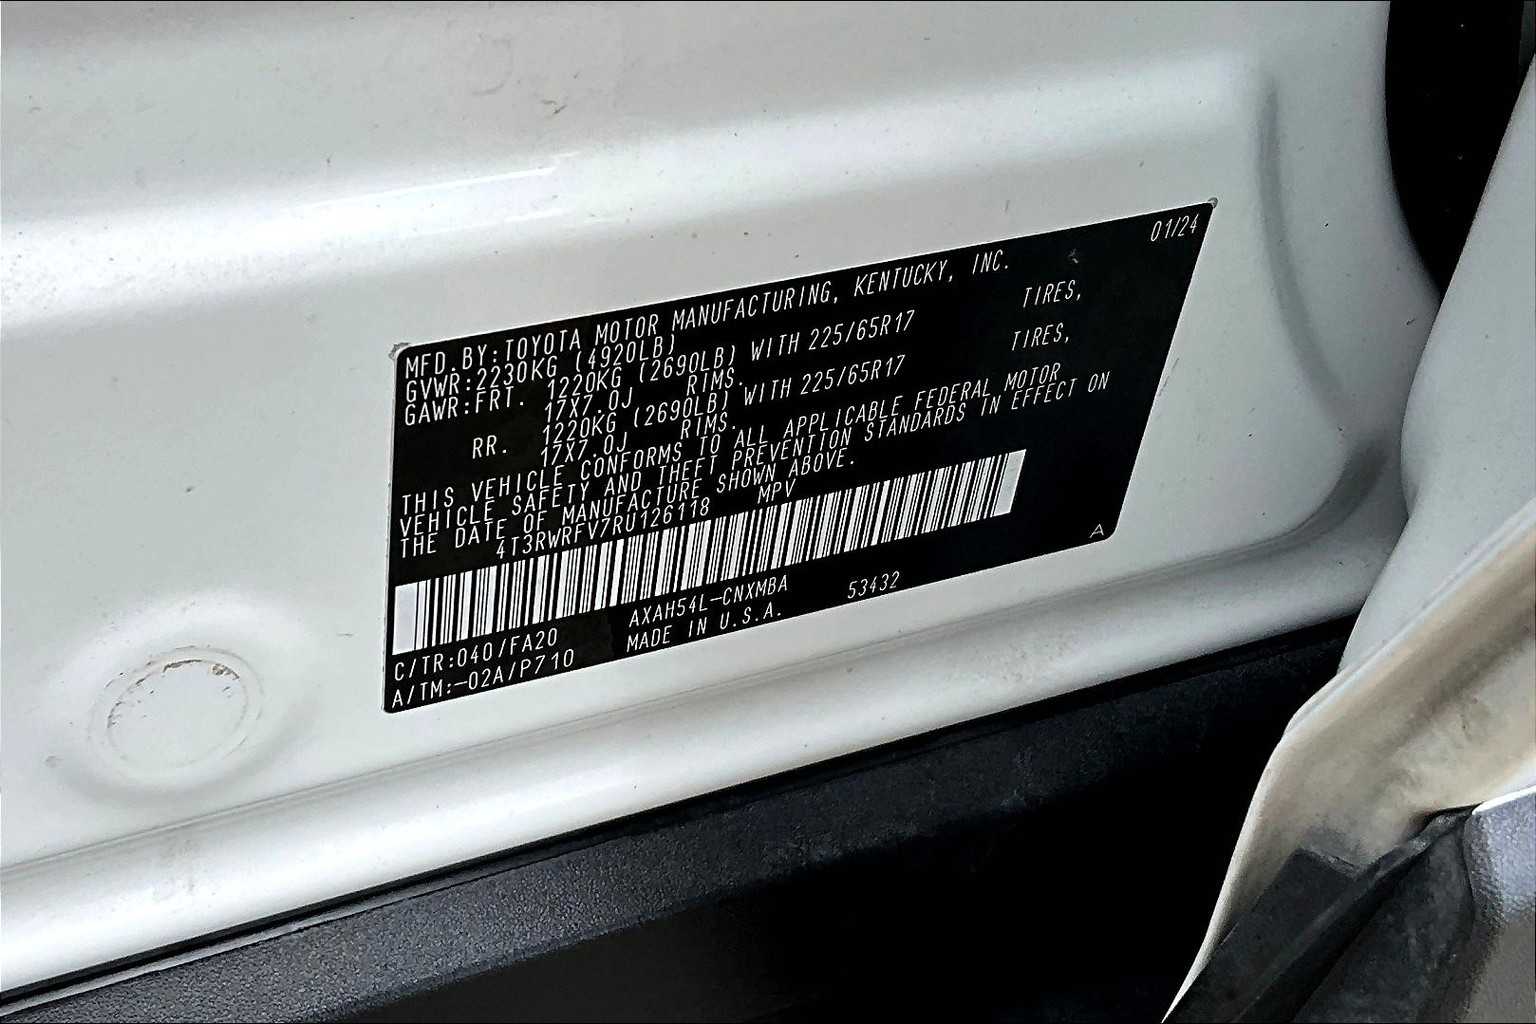 01/24
MFD.BY:TOYOTA MOTOR MANUFACTURING, KENTUCKY, INC.
GVWR:2230KG (4920LB)
GAWR:FRT. 1220KG (2690LB) WITH 225/65R17 TIRES,
17X7.0J RIMS.
RR. 1220KG (2690LB) WITH 225/65R17 TIRES,
17X7.0J RIMS.
THIS VEHICLE CONFORMS TO ALL APPLICABLE FEDERAL MOTOR
VEHICLE SAFETY AND THEFT PREVENTION STANDARDS IN EFFECT ON
THE DATE OF MANUFACTURE SHOWN ABOVE.
4T3RWRFV7RU126118 MPV
A
C/TR:040/FA20 AXAH54L-CNXMBA 53432
A/TM:-02A/P710 MADE IN U.S.A.